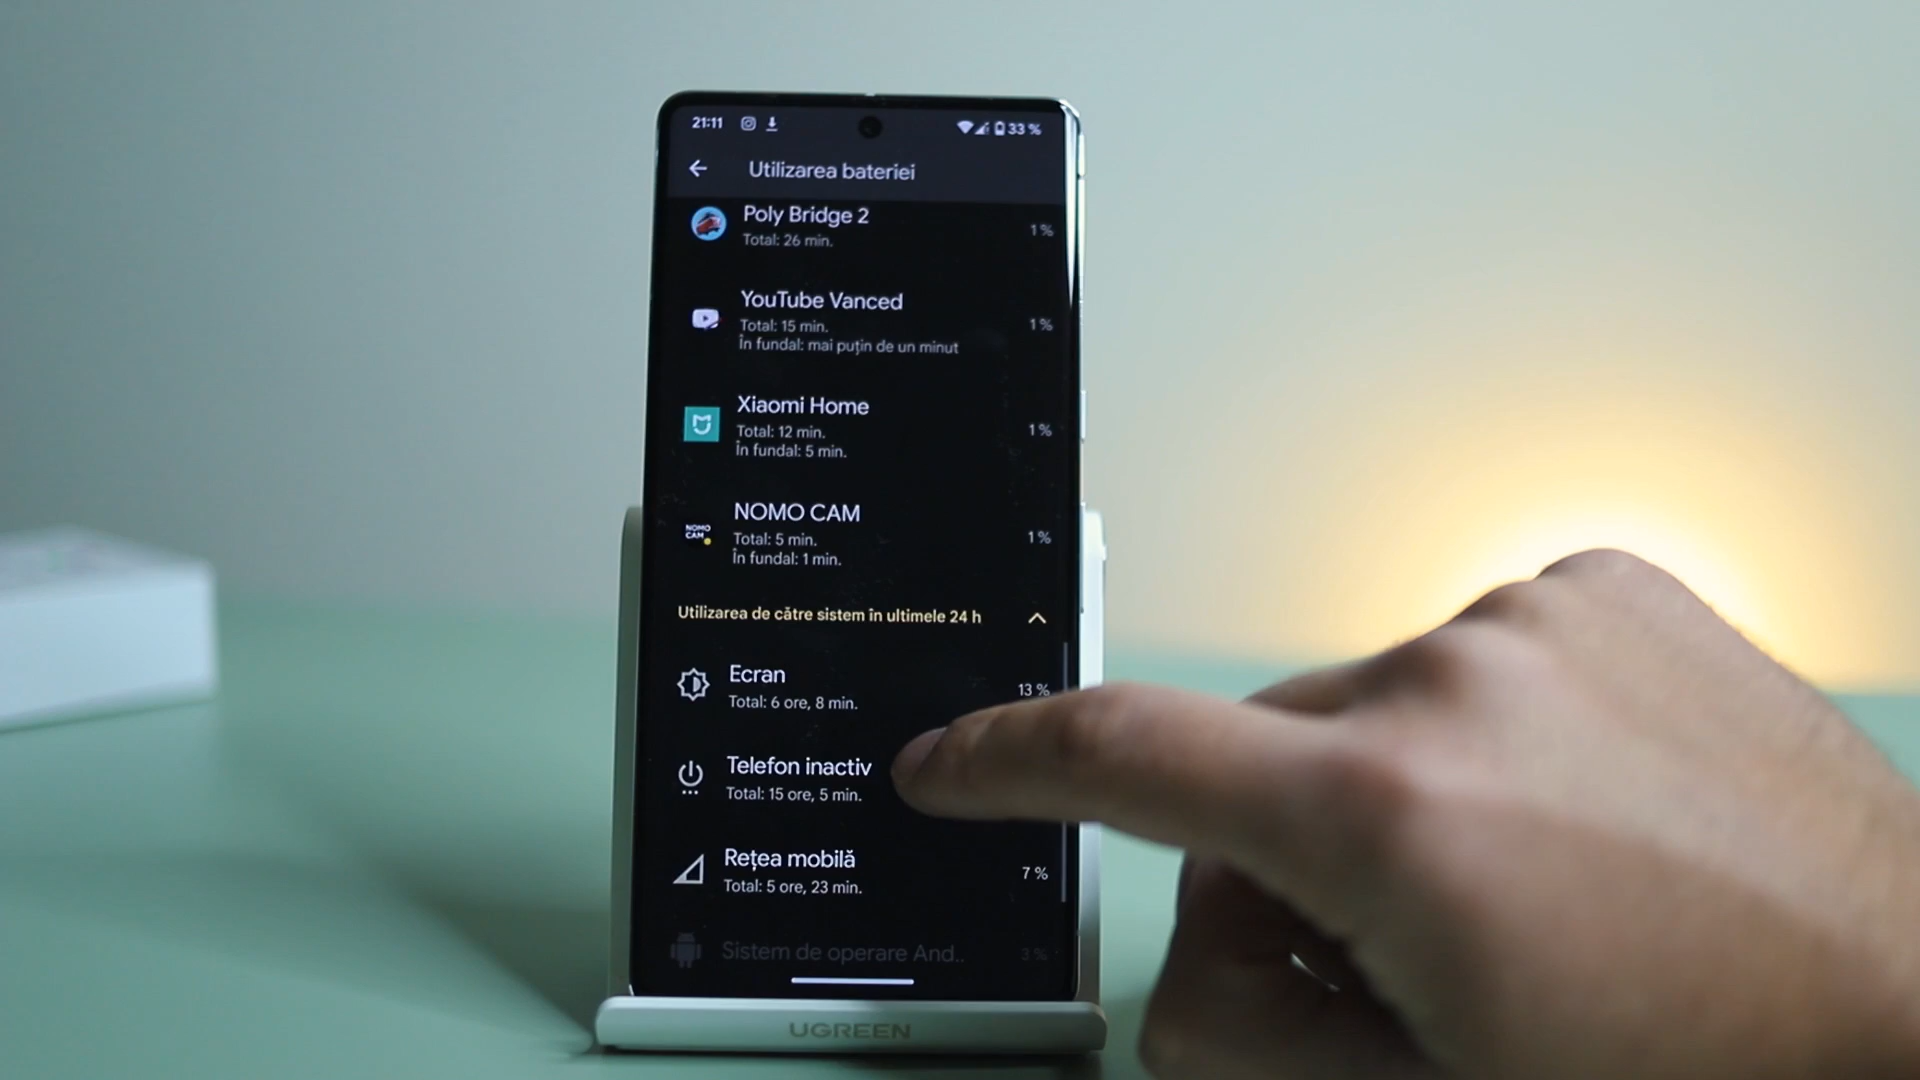 21:11
33 %
Utilizarea bateriei
Poly Bridge 2
1 %
Total: 26 min.
YouTube Vanced
Total: 15 min.
1 %
În fundal: mai puțin de un minut
Xiaomi Home
Total: 12 min.
1 %
În fundal: 5 min.
NOMO CAM
NOMO
CAM
Total: 5 min.
1 %
În fundal: 1 min.
Utilizarea de către sistem în ultimele 24 h
Ecran
13 %
Total: 6 ore, 8 min.
Telefon inactiv
Total: 15 ore, 5 min.
Rețea mobilă
7 %
Total: 5 ore, 23 min.
Sistem de operare And..
3 %
UGREEN